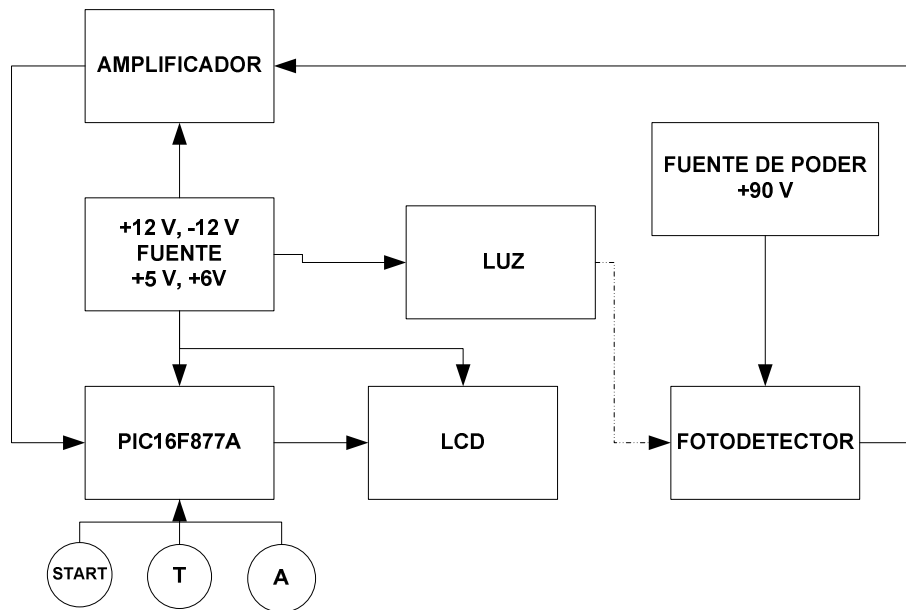 AMPLIFICADOR
FUENTE DE PODER
+90 V
+12 V, -12 V
FUENTE
+5 V, +6V
LUZ
PIC16F877A
LCD
FOTODETECTOR
START
T
A